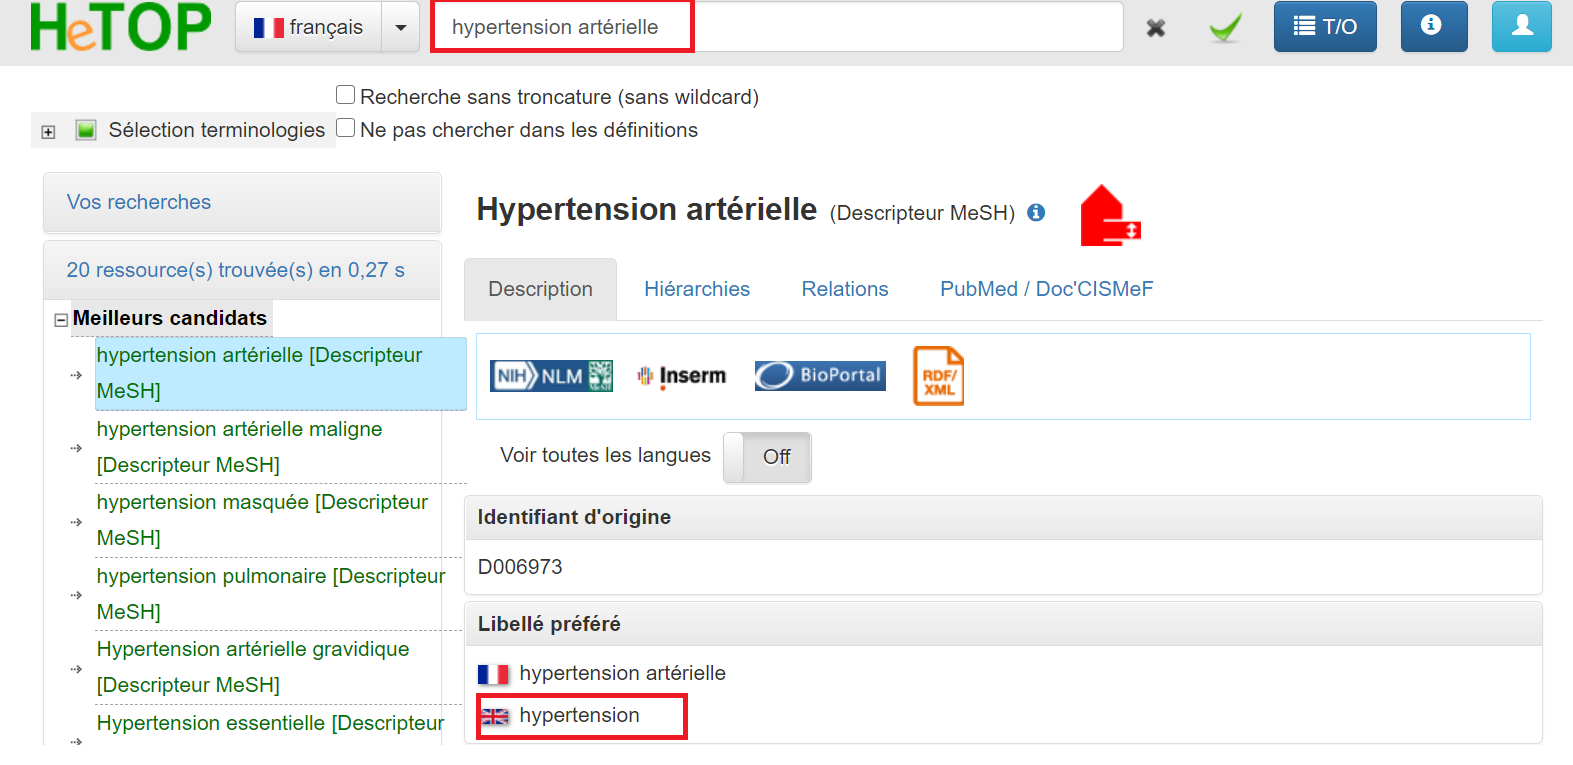 HeTOP
français
hypertension artérielle
T/O
Recherche sans troncature (sans wildcard)
Sélection terminologies
Ne pas chercher dans les définitions
Vos recherches
20 ressource(s) trouvée(s) en 0,27 s
Meilleurs candidats
hypertension artérielle [Descripteur
MeSH]
hypertension artérielle maligne
[Descripteur MeSH]
hypertension masquée [Descripteur
MeSH]
hypertension pulmonaire [Descripteur
MeSH]
Hypertension artérielle gravidique
[Descripteur MeSH]
Hypertension essentielle [Descripteur
Hypertension artérielle (Descripteur MeSH)
Description Hiérarchies Relations PubMed / Doc'CISMeF
NIH NLM Inserm BioPortal RDF/
XML
Voir toutes les langues Off
Identifiant d'origine
D006973
Libellé préféré
hypertension artérielle
hypertension